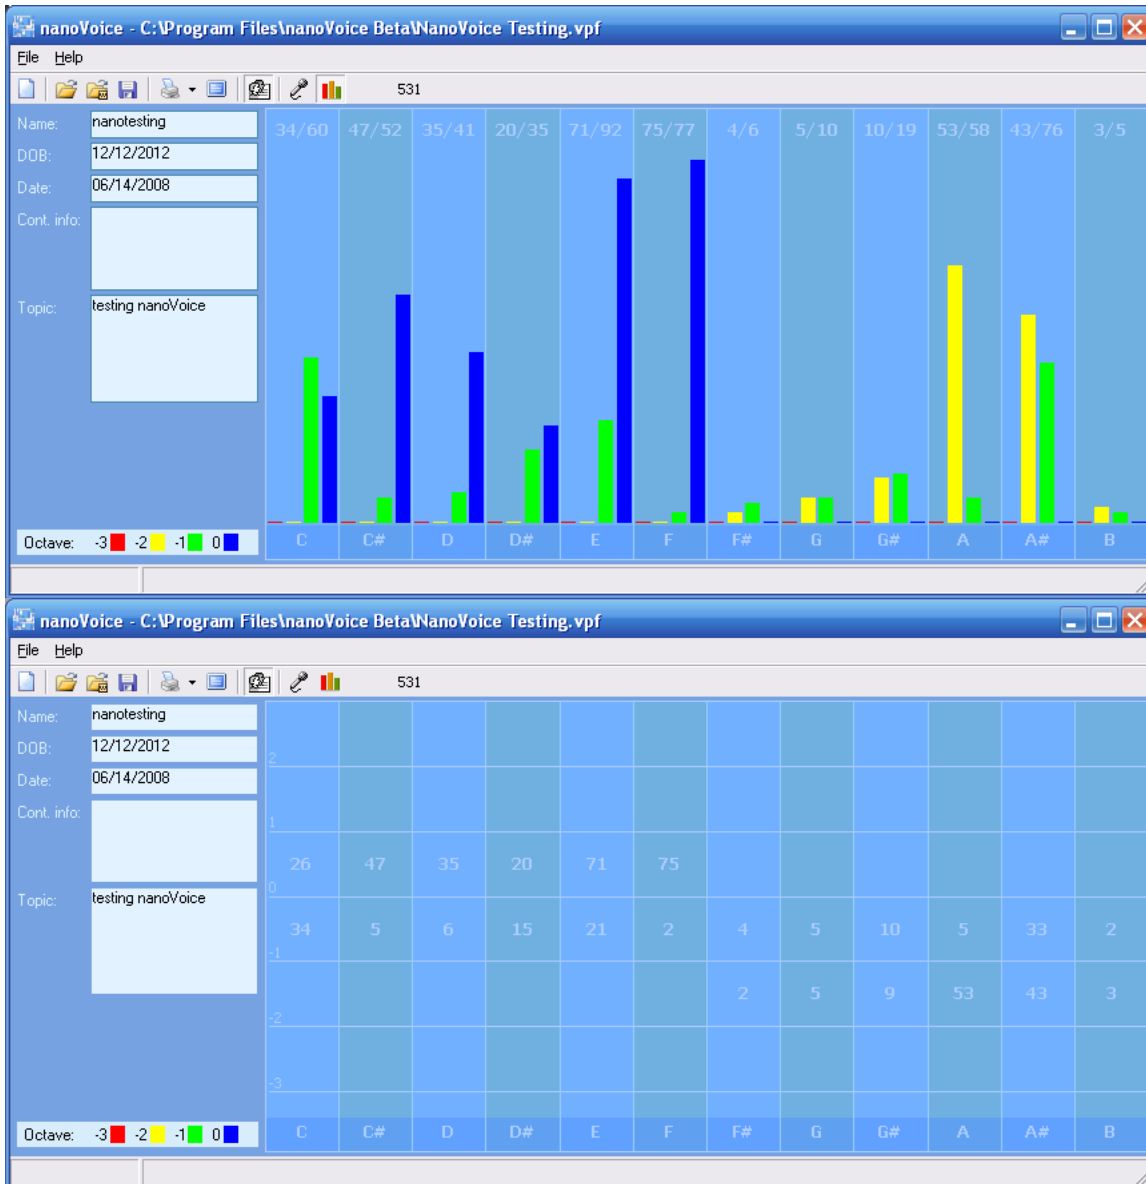 nanoVoice - C:\Program Files\nanoVoice Beta\NanoVoice Testing.vpf
File Help
531
Name: nanotesting
DOB: 12/12/2012
Date: 06/14/2008
Cont. info:
Topic: testing nanoVoice
34/60 47/52 35/41 20/35 71/92 75/77 4/6 5/10 10/19 53/58 43/76 3/5
Octave: -3 -2 -1 0
C C# D D# E F F# G G# A A# B
nanoVoice - C:\Program Files\nanoVoice Beta\NanoVoice Testing.vpf
File Help
531
Name: nanotesting
DOB: 12/12/2012
Date: 06/14/2008
Cont. info:
Topic: testing nanoVoice
2
1
26 47 35 20 71 75
0
34 5 6 15 21 2 4 5 10 5 33 2
-1
2 5 9 53 43 3
-2
-3
Octave: -3 -2 -1 0
C C# D D# E F F# G G# A A# B